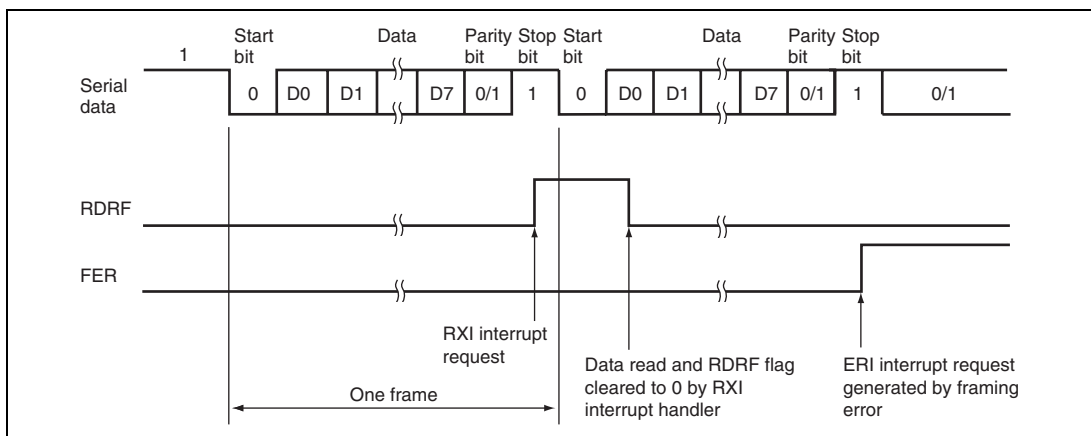 1
Start bit
Data
Parity bit
Stop bit
Start bit
Data
Parity bit
Stop bit
Serial data
0 D0 D1 D7 0/1 1 0 D0 D1 D7 0/1 1 0/1
RDRF
FER
RXI interrupt
request
Data read and RDRF flag
cleared to 0 by RXI
interrupt handler
ERI interrupt request
generated by framing
error
One frame